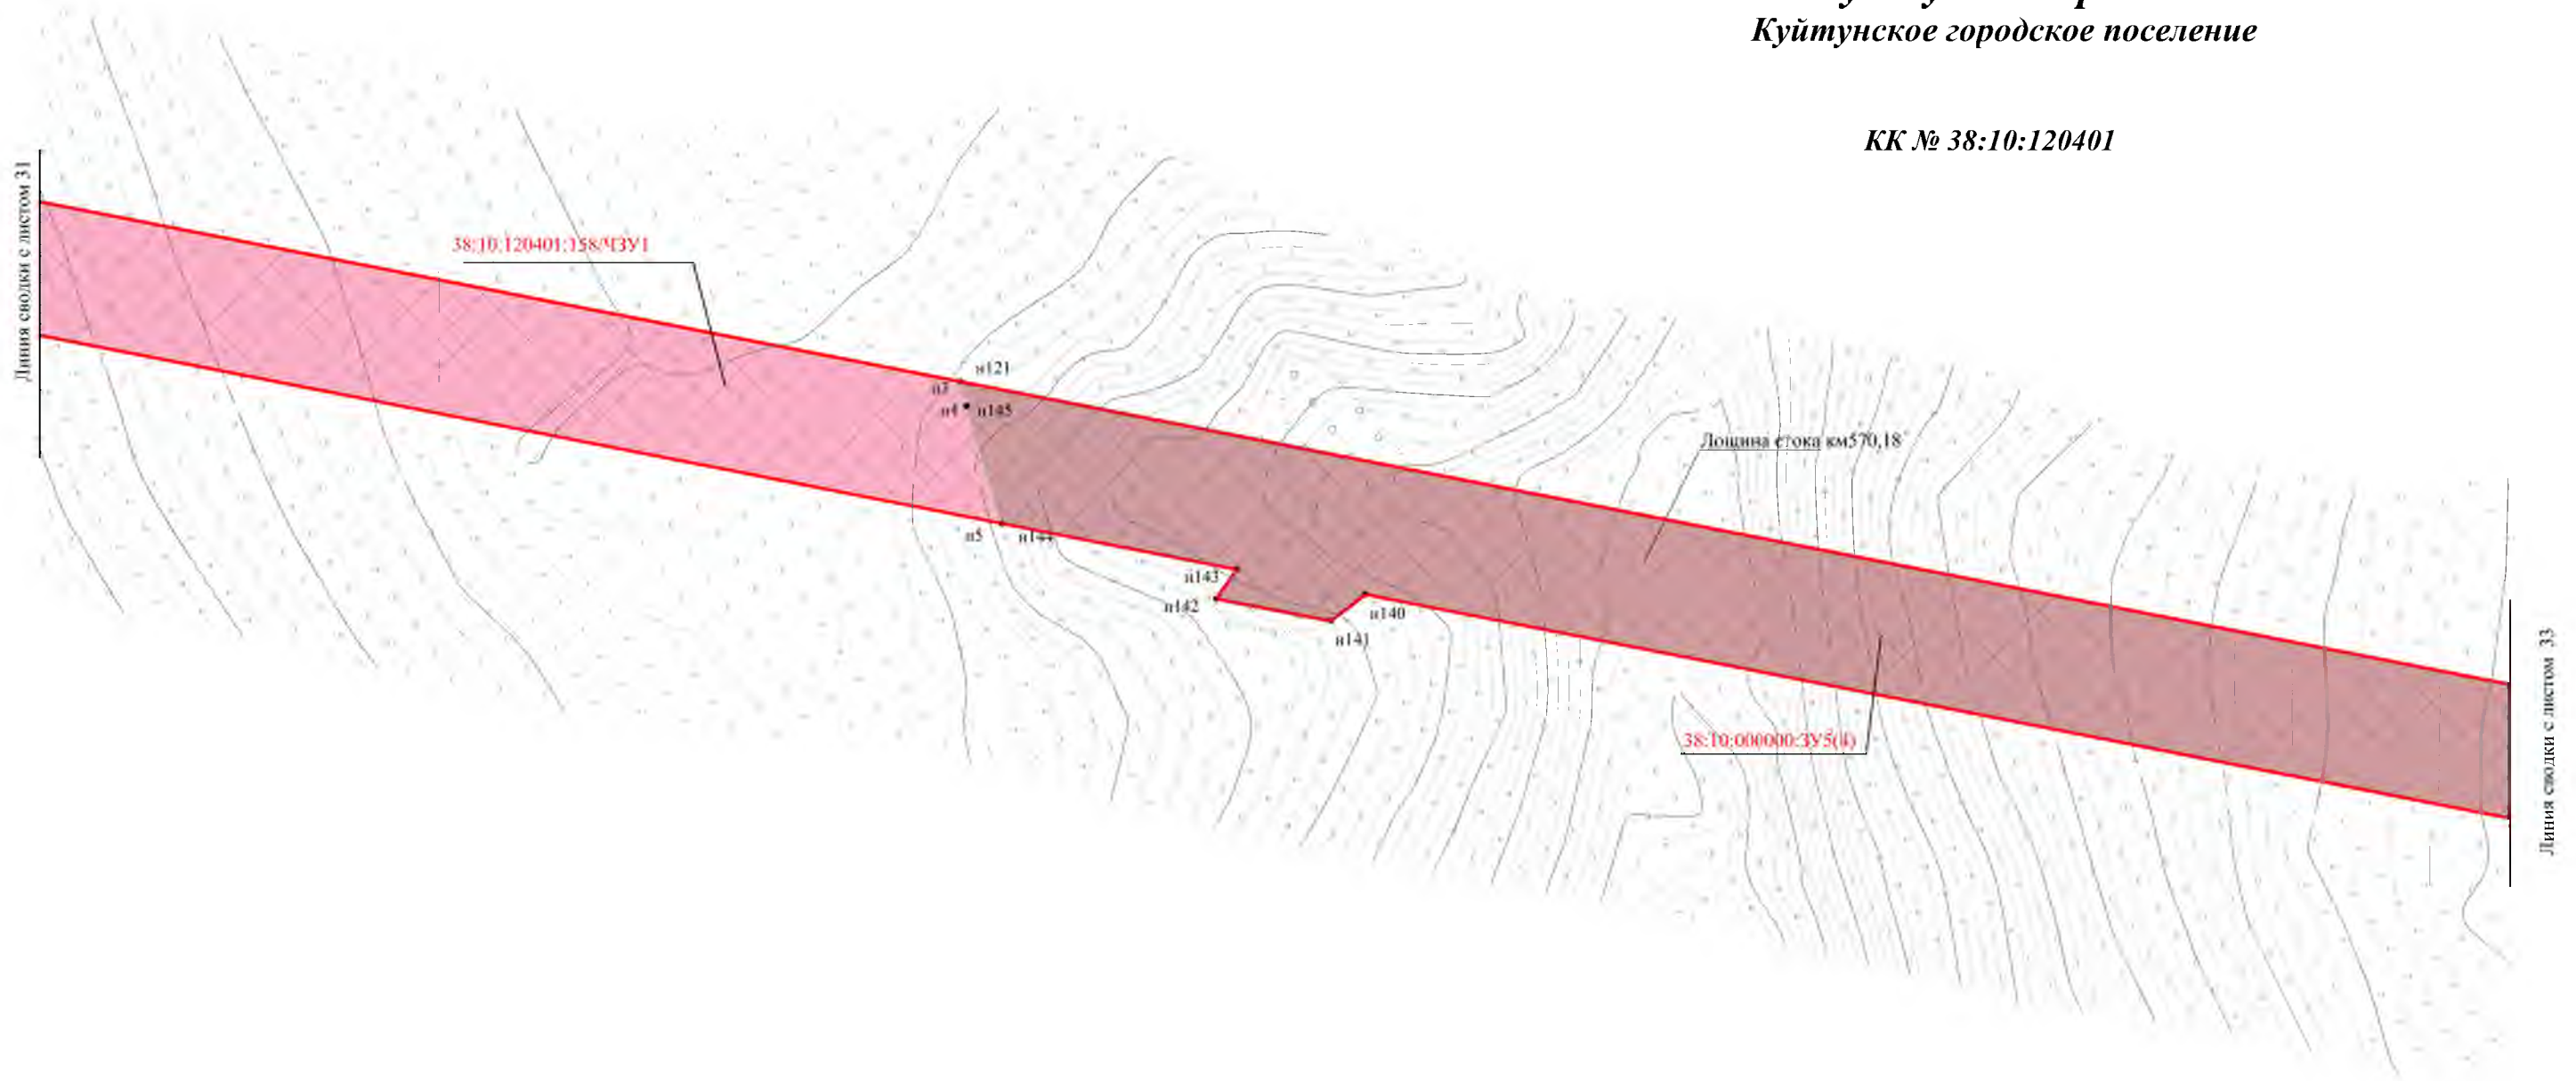 Куйтунское городское поселение
КК № 38:10:120401
Линия сводки с листом 31
38:10:120401:158/ЧЗУ1
н121
н3
н4 н145
Лощина стока км570,18
н5 н144
н143
н142
н140
н141
38:10:000000:ЗУ5(4)
Линия сводки с листом 33